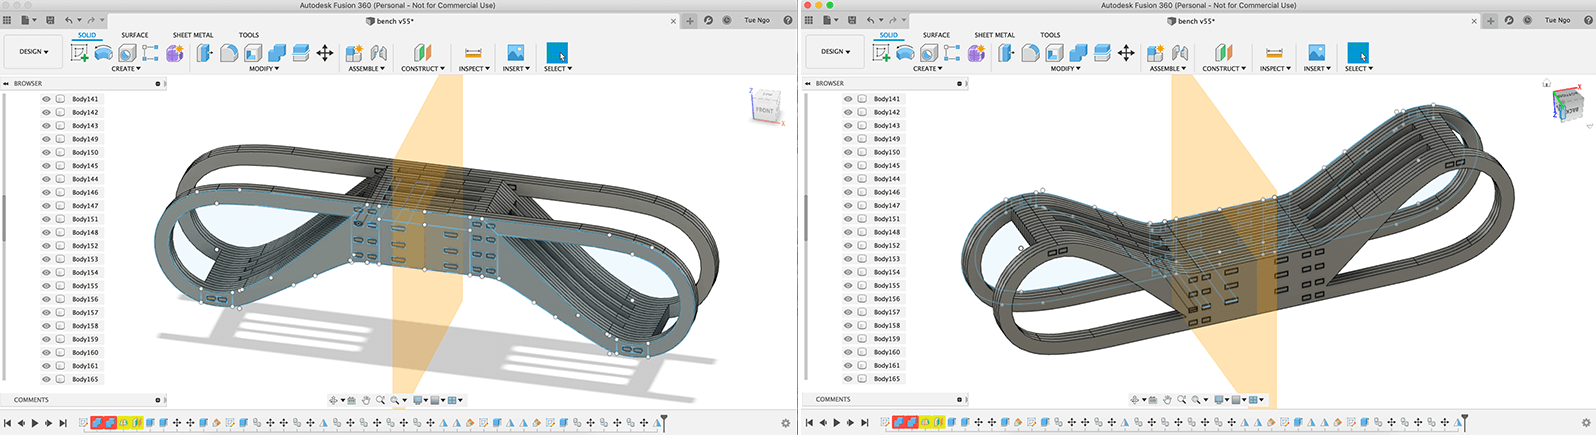 Autodesk Fusion 360 (Personal - Not for Commercial Use)
bench v55*
Tue Ngo
SOLID SURFACE SHEET METAL TOOLS
DESIGN
CREATE MODIFY ASSEMBLE CONSTRUCT INSPECT INSERT SELECT
BROWSER
Body141
Body142
Body143
Body149
Body150
Body145
Body144
Body146
Body147
Body151
Body148
Body152
Body153
Body154
Body155
Body156
Body157
Body158
Body159
Body160
Body161
Body165
Z
FRONT
X
COMMENTS
Autodesk Fusion 360 (Personal - Not for Commercial Use)
bench v55*
Tue Ngo
SOLID SURFACE SHEET METAL TOOLS
DESIGN
CREATE MODIFY ASSEMBLE CONSTRUCT INSPECT INSERT SELECT
BROWSER
Body141
Body142
Body143
Body149
Body150
Body145
Body144
Body146
Body147
Body151
Body148
Body152
Body153
Body154
Body155
Body156
Body157
Body158
Body159
Body160
Body161
Body165
X
BACK
Z
COMMENTS